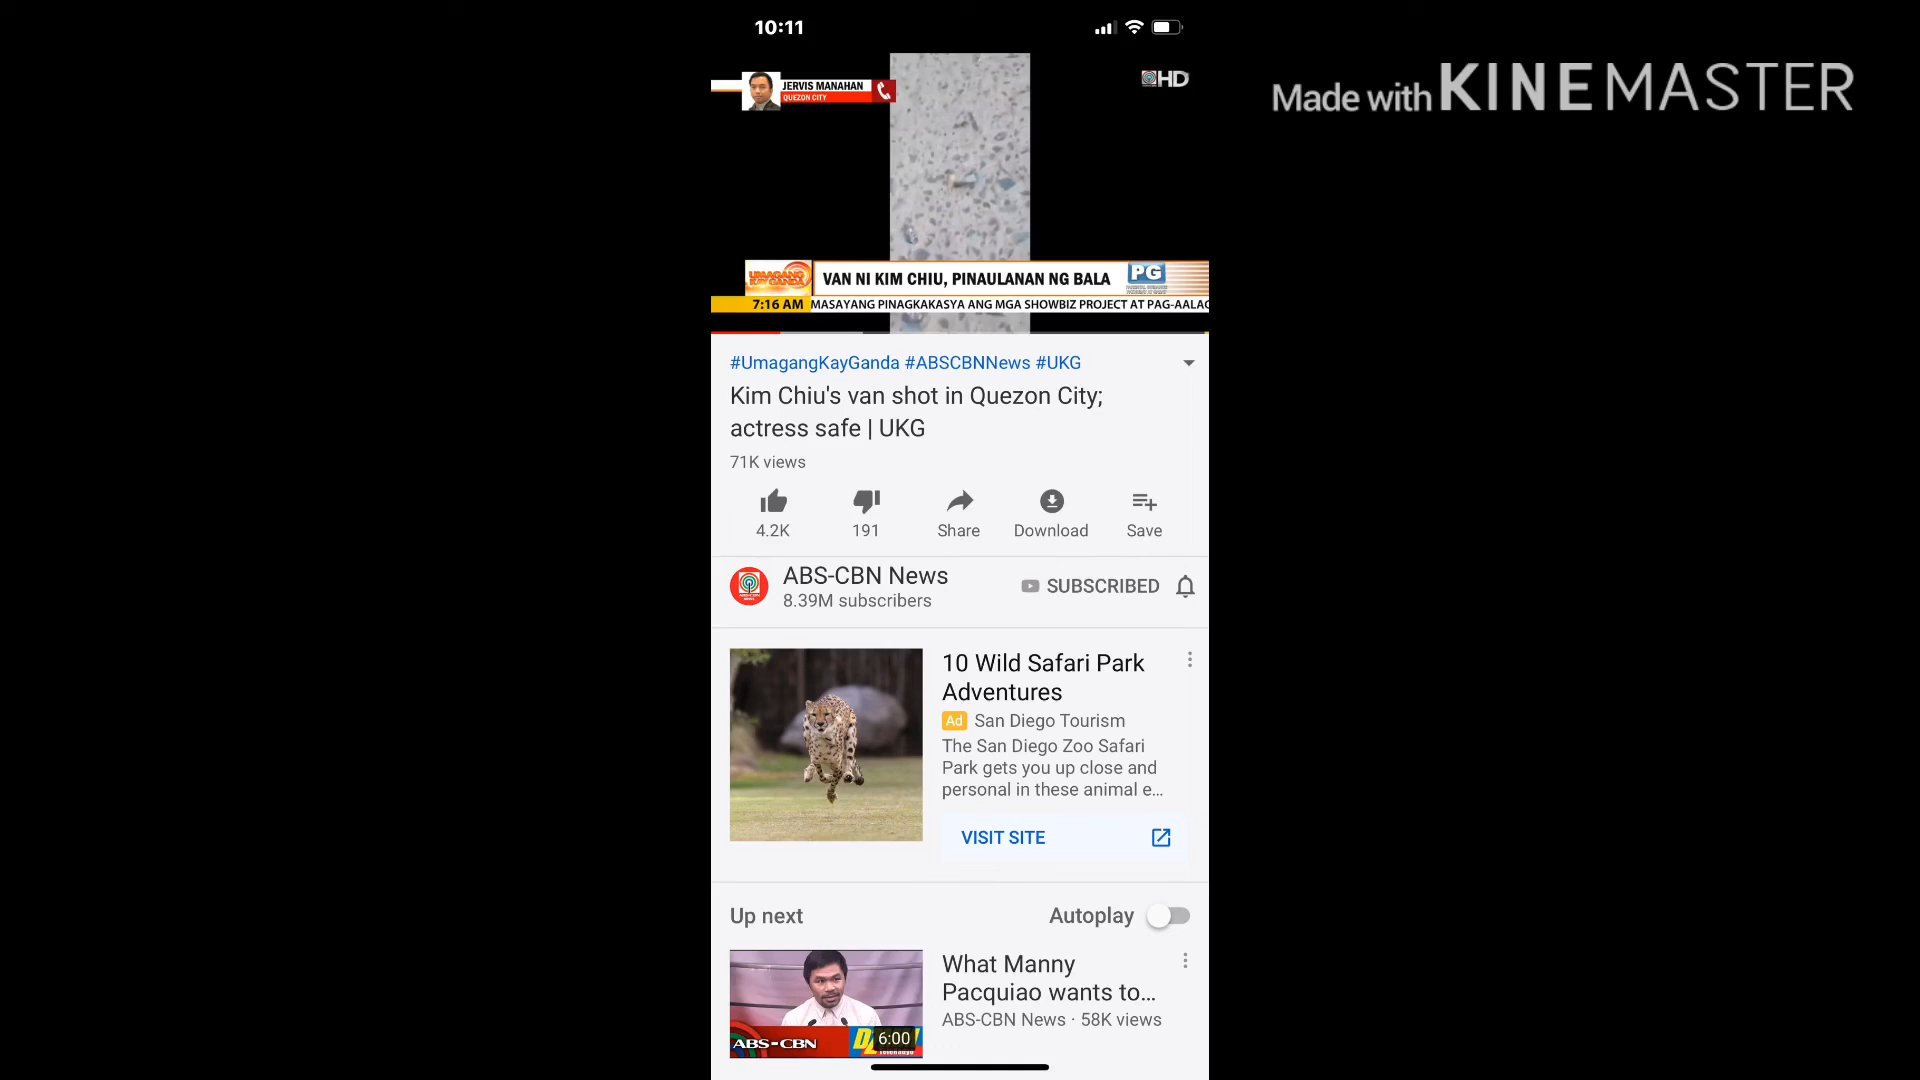 10:11
JERVIS MANAHAN
QUEZON CITY
HD
Made with KINEMASTER
UMAGANG KAY GANDA
VAN NI KIM CHIU, PINAULANAN NG BALA
PG
7:16 AM MASAYANG PINAGKAKASYA ANG MGA SHOWBIZ PROJECT AT PAG-AALAG
#UmagangKayGanda #ABSCBNNews #UKG
Kim Chiu's van shot in Quezon City;
actress safe | UKG
71K views
4.2K
191
Share
Download
Save
ABS-CBN News
8.39M subscribers
SUBSCRIBED
10 Wild Safari Park
Adventures
Ad San Diego Tourism
The San Diego Zoo Safari
Park gets you up close and
personal in these animal e...
VISIT SITE
Up next
Autoplay
What Manny
Pacquiao wants to...
ABS-CBN News · 58K views
ABS-CBN
6:00